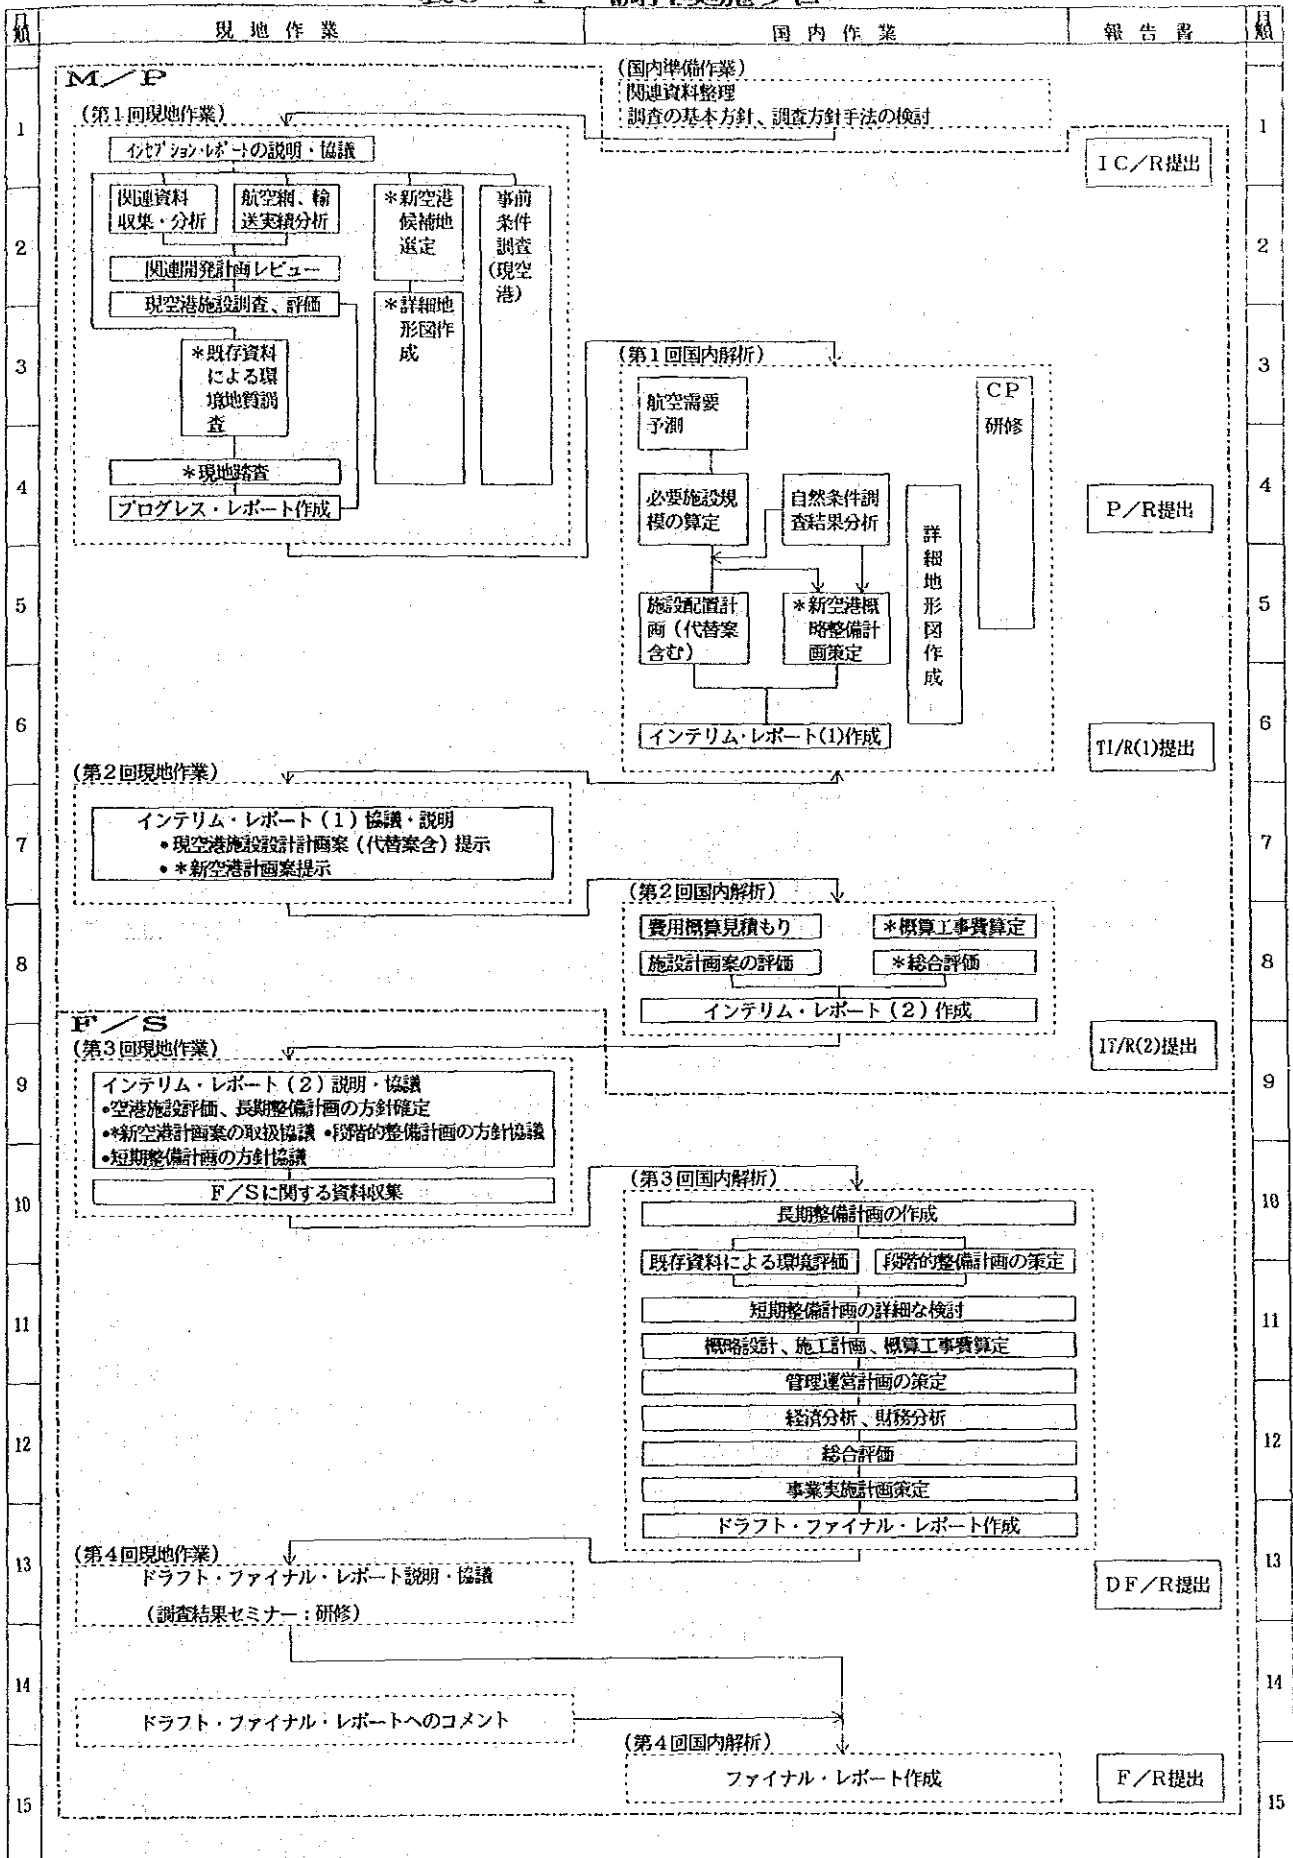 月順
現地作業
国内作業
報告書
月順
M/P
(国内準備作業)
関連資料整理
調査の基本方針、調査方針手法の検討
(第1回現地作業)
1
1
インセプション・レポートの説明・協議
IC/R提出
関連資料
収集・分析
航空網、輸
送実績分析
*新空港
候補地
選定
事前
条件
調査
(現空
港)
2
2
関連開発計画レビュー
現空港施設調査、評価
*詳細地
形図作
成
3
3
*既存資料
による環
境地質調
査
(第1回国内解析)
航空需要
予測
CP
研修
*現地踏査
4
4
プログレス・レポート作成
必要施設規
模の算定
自然条件調
査結果分析
P/R提出
詳細地形図作成
5
5
施設配置計
画(代替案
含む)
*新空港概
略整備計
画策定
6
6
インテリム・レポート(1)作成
TI/R(1)提出
(第2回現地作業)
インテリム・レポート(1)協議・説明
•現空港施設設計計画案(代替案含)提示
•*新空港計画案提示
7
7
(第2回国内解析)
費用概算見積もり
*概算工事費算定
8
8
施設計画案の評価
*総合評価
インテリム・レポート(2)作成
F/S
(第3回現地作業)
IT/R(2)提出
9
9
インテリム・レポート(2)説明・協議
•空港施設評価、長期整備計画の方針確定
•*新空港計画案の取扱協議 •段階的整備計画の方針協議
•短期整備計画の方針協議
10
10
F/Sに関する資料収集
(第3回国内解析)
長期整備計画の作成
既存資料による環境評価
段階的整備計画の策定
11
11
短期整備計画の詳細な検討
概略設計、施工計画、概算工事費算定
管理運営計画の策定
12
12
経済分析、財務分析
総合評価
事業実施計画策定
ドラフト・ファイナル・レポート作成
(第4回現地作業)
13
13
ドラフト・ファイナル・レポート説明・協議
(調査結果セミナー:研修)
DF/R提出
14
14
ドラフト・ファイナル・レポートへのコメント
(第4回国内解析)
ファイナル・レポート作成
F/R提出
15
15